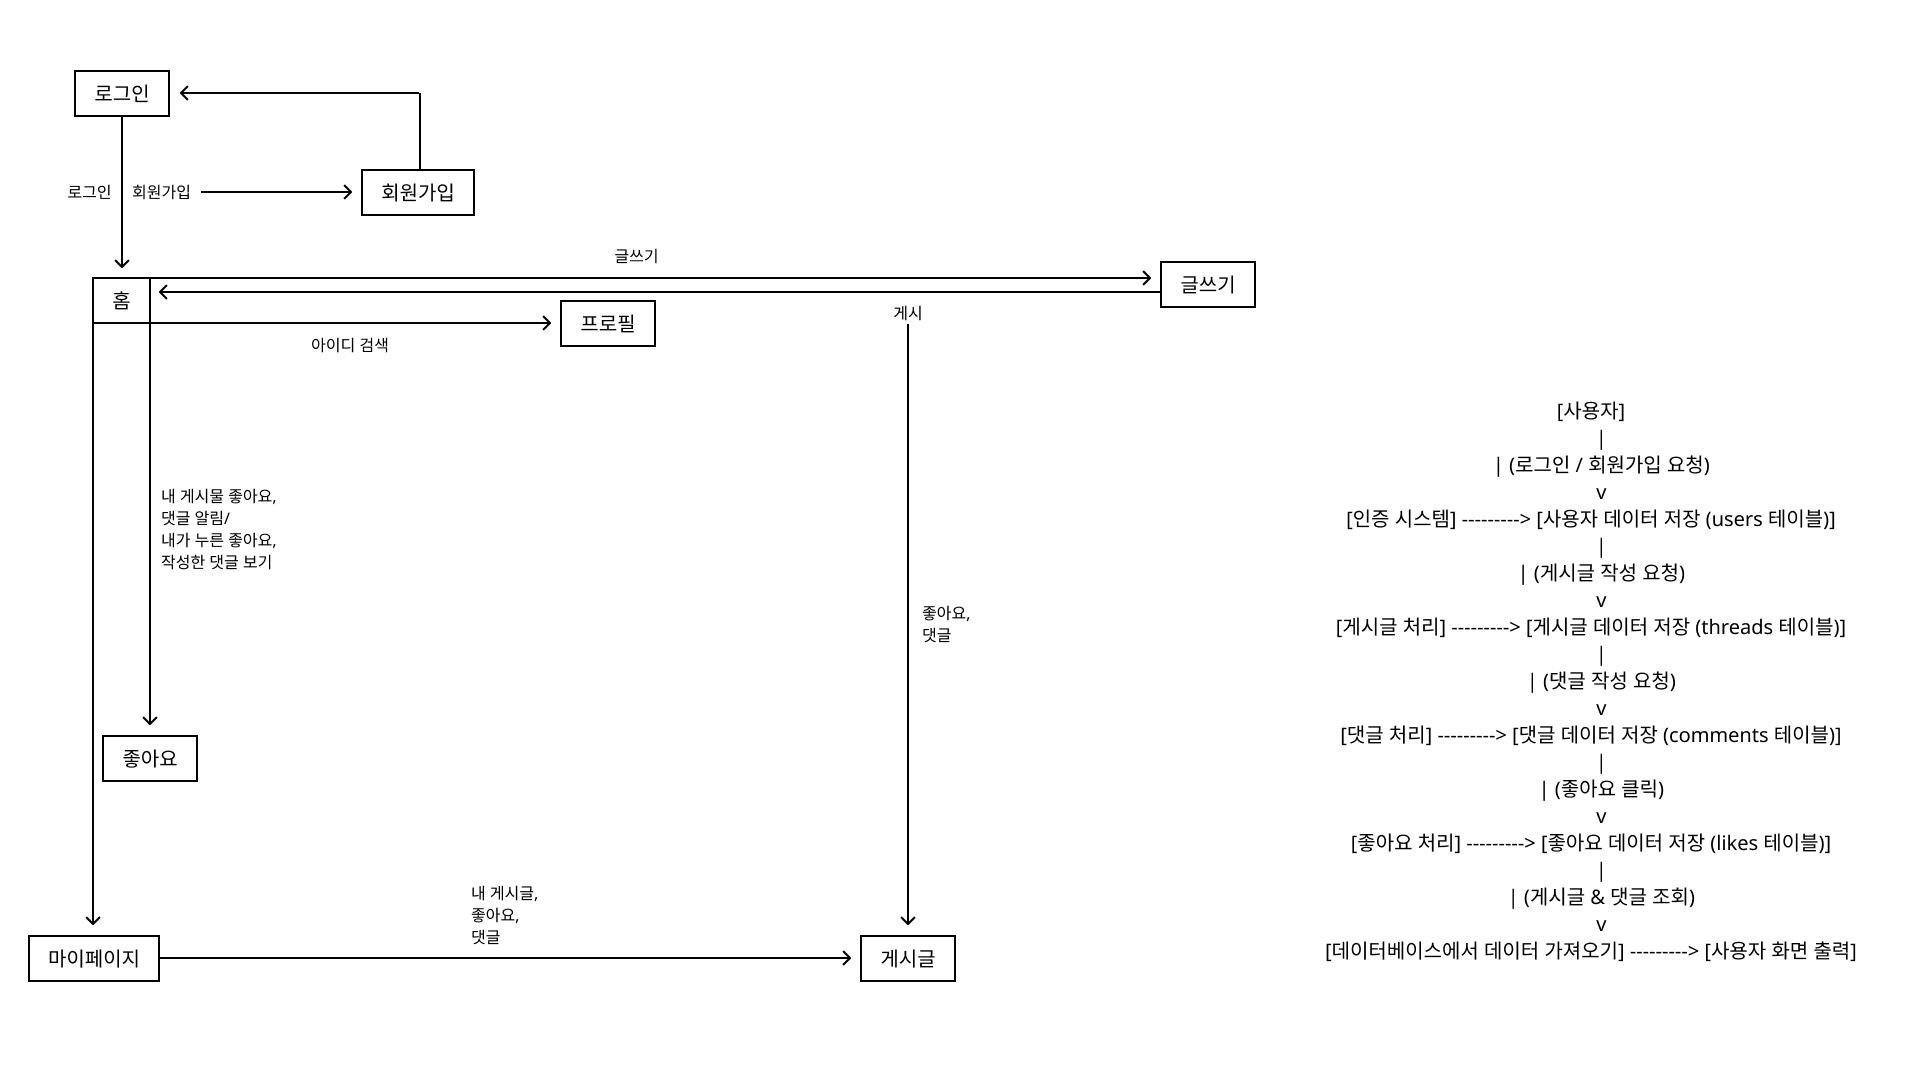 로그인
로그인
회원가입
회원가입
글쓰기
홈
글쓰기
게시
프로필
아이디 검색
내 게시물 좋아요,
댓글 알림/
내가 누른 좋아요,
작성한 댓글 보기
좋아요,
댓글
좋아요
내 게시글,
좋아요,
댓글
마이페이지
게시글
[사용자]
|
| (로그인 / 회원가입 요청)
v
[인증 시스템] ---------> [사용자 데이터 저장 (users 테이블)]
|
| (게시글 작성 요청)
v
[게시글 처리] ---------> [게시글 데이터 저장 (threads 테이블)]
|
| (댓글 작성 요청)
v
[댓글 처리] ---------> [댓글 데이터 저장 (comments 테이블)]
|
| (좋아요 클릭)
v
[좋아요 처리] ---------> [좋아요 데이터 저장 (likes 테이블)]
|
| (게시글 & 댓글 조회)
v
[데이터베이스에서 데이터 가져오기] ---------> [사용자 화면 출력]